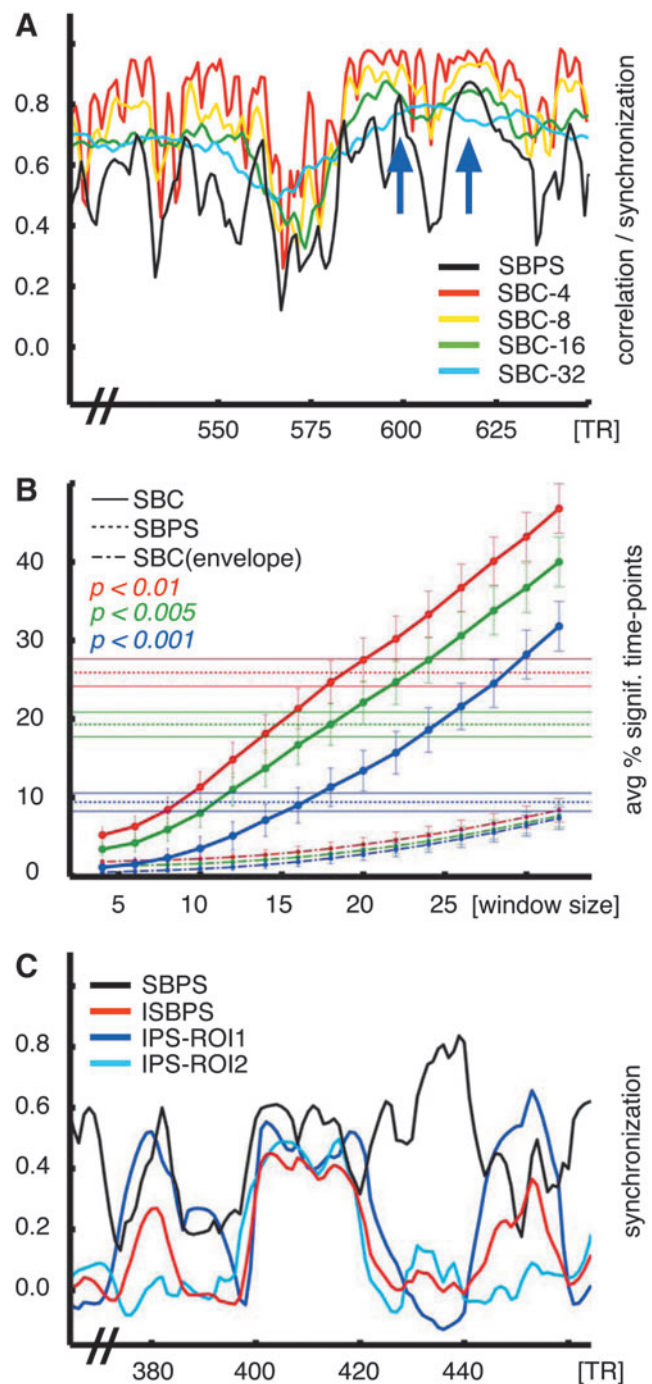 A
0.8
0.6
0.4
0.2
0.0
SBPS
SBC-4
SBC-8
SBC-16
SBC-32
correlation / synchronization
550
575
600
625
[TR]
B
SBC
SBPS
SBC(envelope)
p < 0.01
p < 0.005
p < 0.001
40
30
20
10
0
avg % signif. time-points
5
10
15
20
25
[window size]
C
SBPS
ISBPS
IPS-ROI1
IPS-ROI2
0.8
0.6
0.4
0.2
0.0
synchronization
380
400
420
440
[TR]